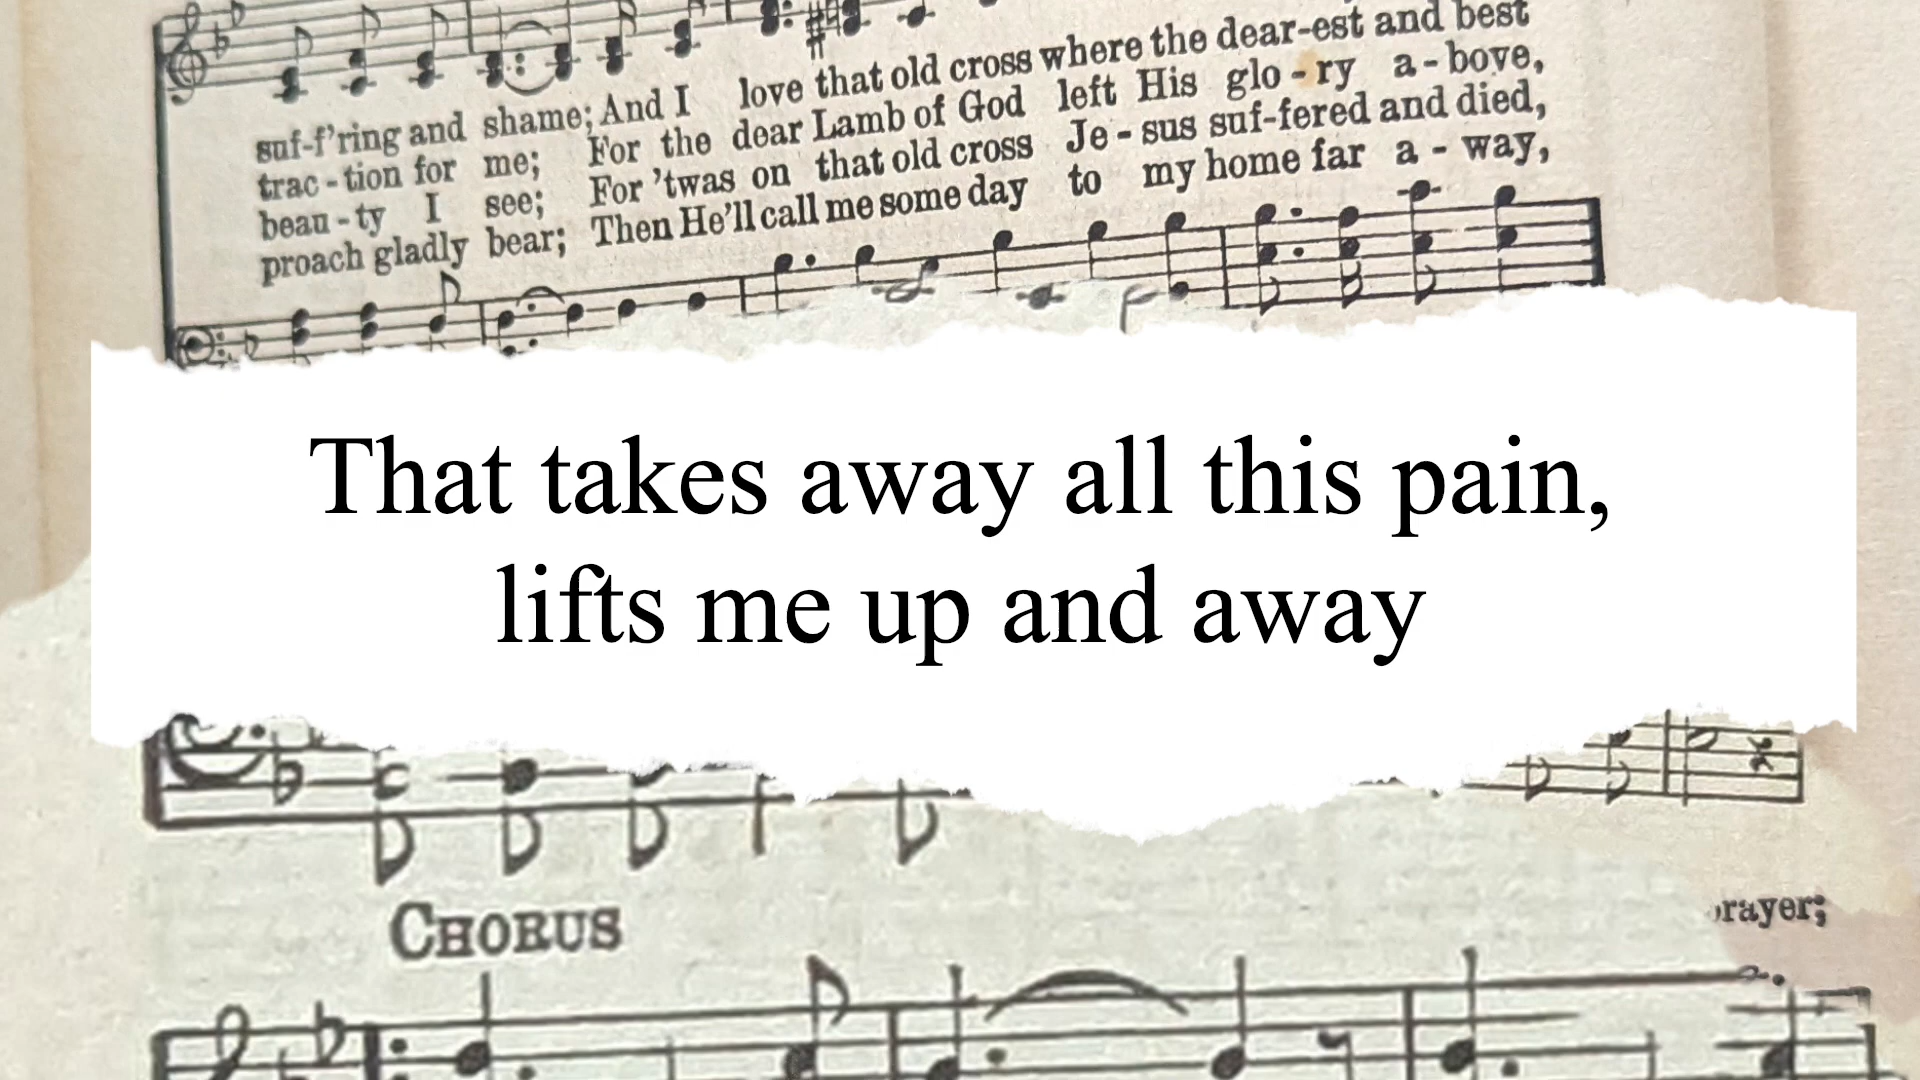 suf-f'ring and shame; And I love that old cross where the dear-est and best
trac-tion for me; For the dear Lamb of God left His glo-ry a-bove,
beau-ty I see; For 'twas on that old cross Je-sus suf-fered and died,
proach gladly bear; Then He'll call me some day to my home far a-way,
That takes away all this pain,
lifts me up and away
CHORUS
rayer;